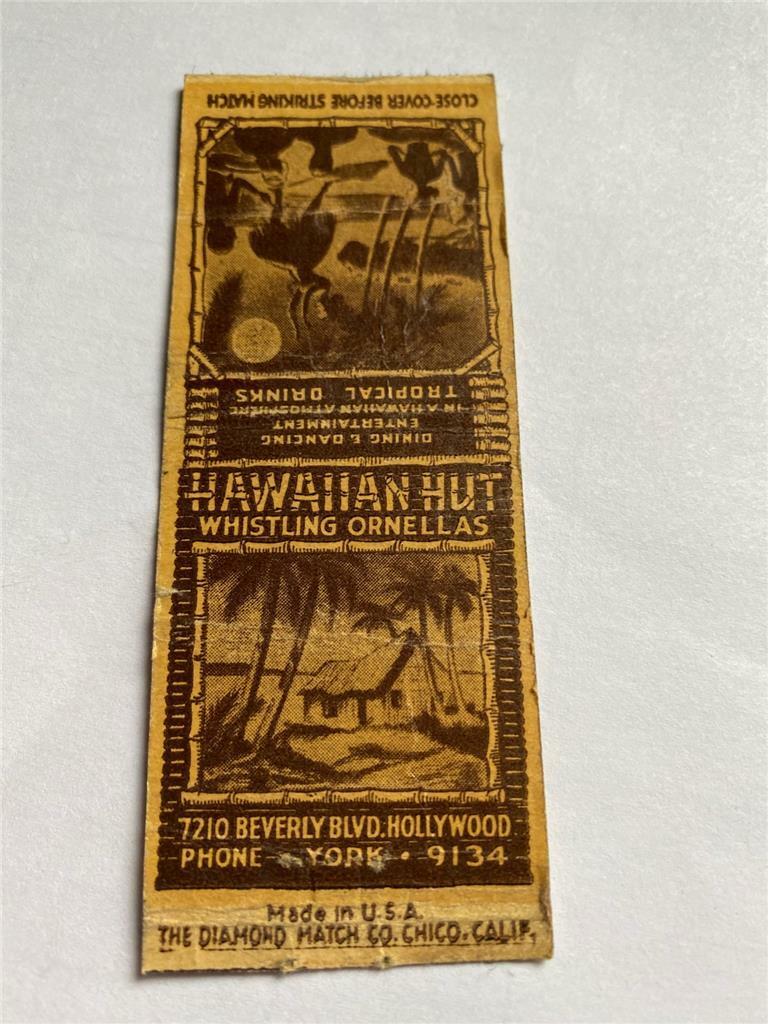 CLOSE COVER BEFORE STRIKING MATCH
DINING & DANCING
ENTERTAINMENT
IN A HAWAIIAN ATMOSPHERE
TROPICAL DRINKS
HAWAIIAN HUT
WHISTLING ORNELLAS
7210 BEVERLY BLVD. HOLLYWOOD
PHONE YORK • 9134
Made in U.S.A.
THE DIAMOND MATCH CO. CHICO. CALIF.